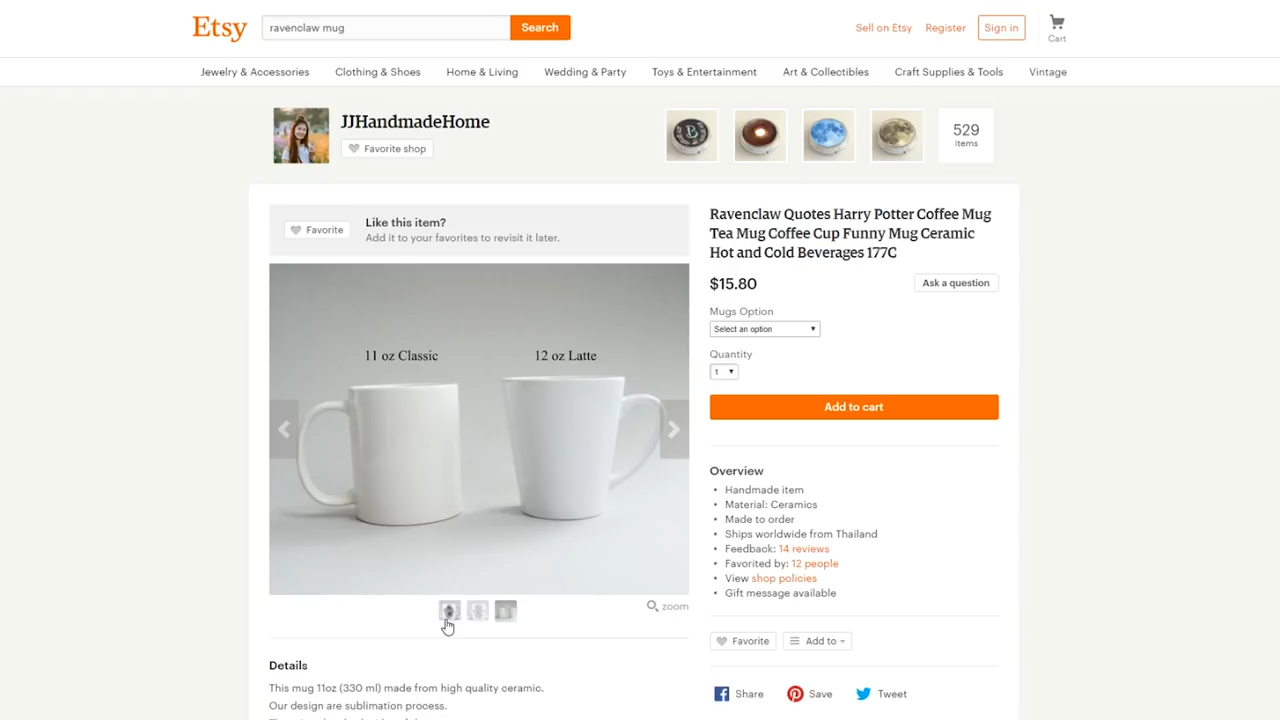 Etsy
ravenclaw mug
Search
Sell on Etsy
Register
Sign in
Cart
Jewelry & Accessories
Clothing & Shoes
Home & Living
Wedding & Party
Toys & Entertainment
Art & Collectibles
Craft Supplies & Tools
Vintage
JJHandmadeHome
Favorite shop
B
529
items
Favorite
Like this item?
Add it to your favorites to revisit it later.
11 oz Classic
12 oz Latte
zoom
Details
This mug 11oz (330 ml) made from high quality ceramic.
Our design are sublimation process.
Ravenclaw Quotes Harry Potter Coffee Mug
Tea Mug Coffee Cup Funny Mug Ceramic
Hot and Cold Beverages 177C
$15.80
Ask a question
Mugs Option
Select an option
Quantity
1
Add to cart
Overview
Handmade item
Material: Ceramics
Made to order
Ships worldwide from Thailand
Feedback: 14 reviews
Favorited by: 12 people
View shop policies
Gift message available
Favorite
Add to
Share
Save
Tweet